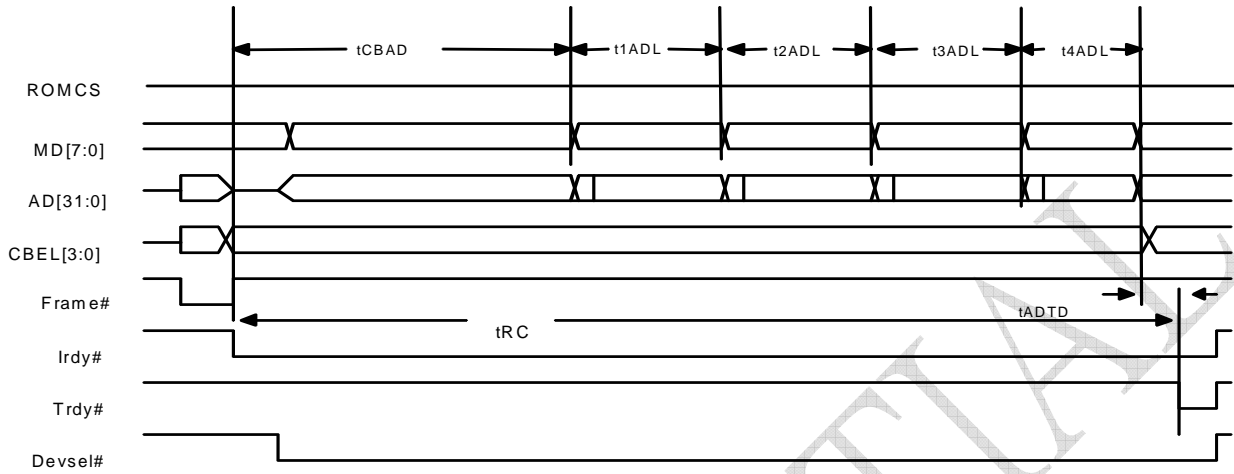 tCBAD t1ADL t2ADL t3ADL t4ADL
ROMCS
MD[7:0]
AD[31:0]
CBEL[3:0]
Frame#
tRC tADTD
Irdy#
Trdy#
Devsel#
TIAL